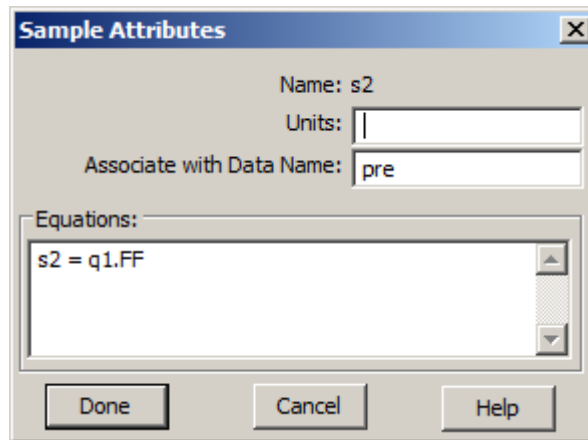 Sample Attributes
Name: s2
Units:
Associate with Data Name: pre
Equations:
s2 = q1.FF
Done Cancel Help